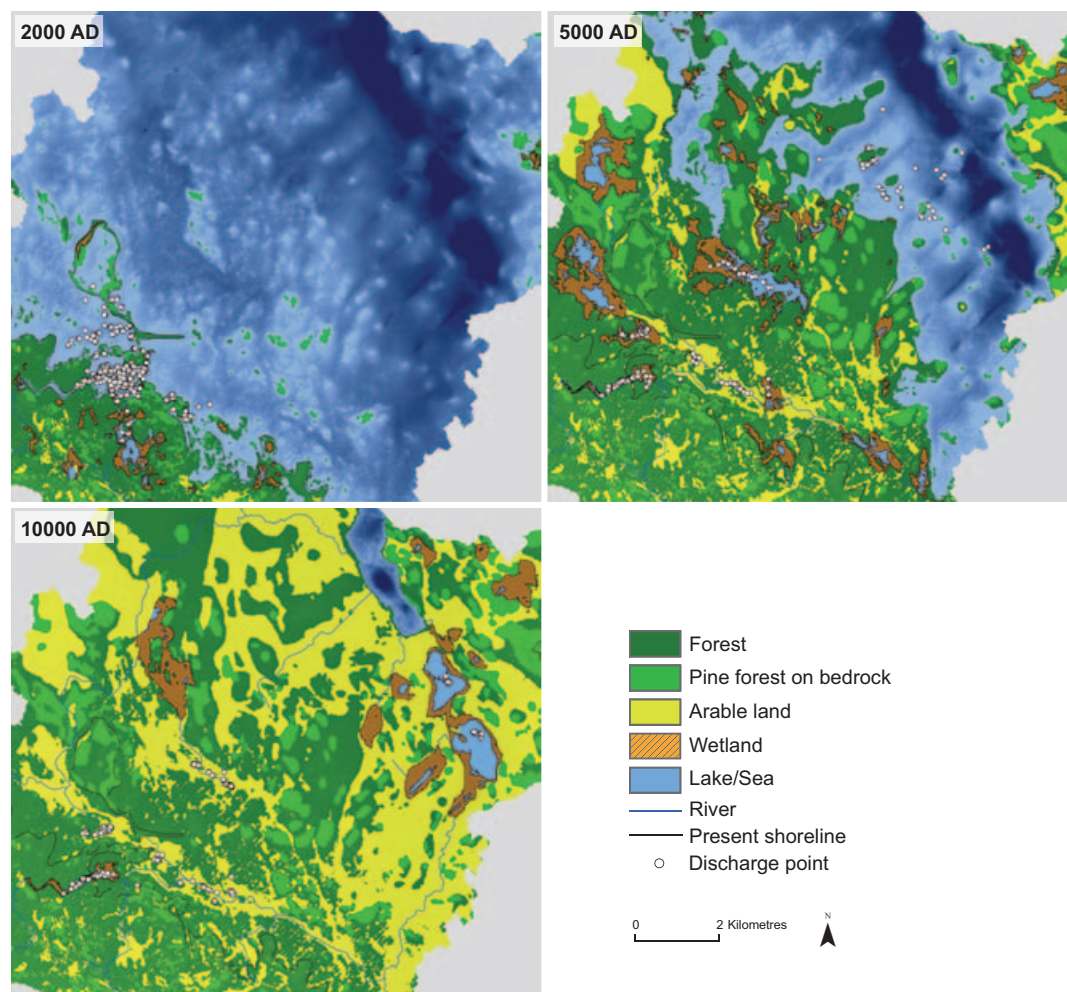 2000 AD
5000 AD
10000 AD
Forest
Pine forest on bedrock
Arable land
Wetland
Lake/Sea
River
Present shoreline
Discharge point
0 2 Kilometres
N